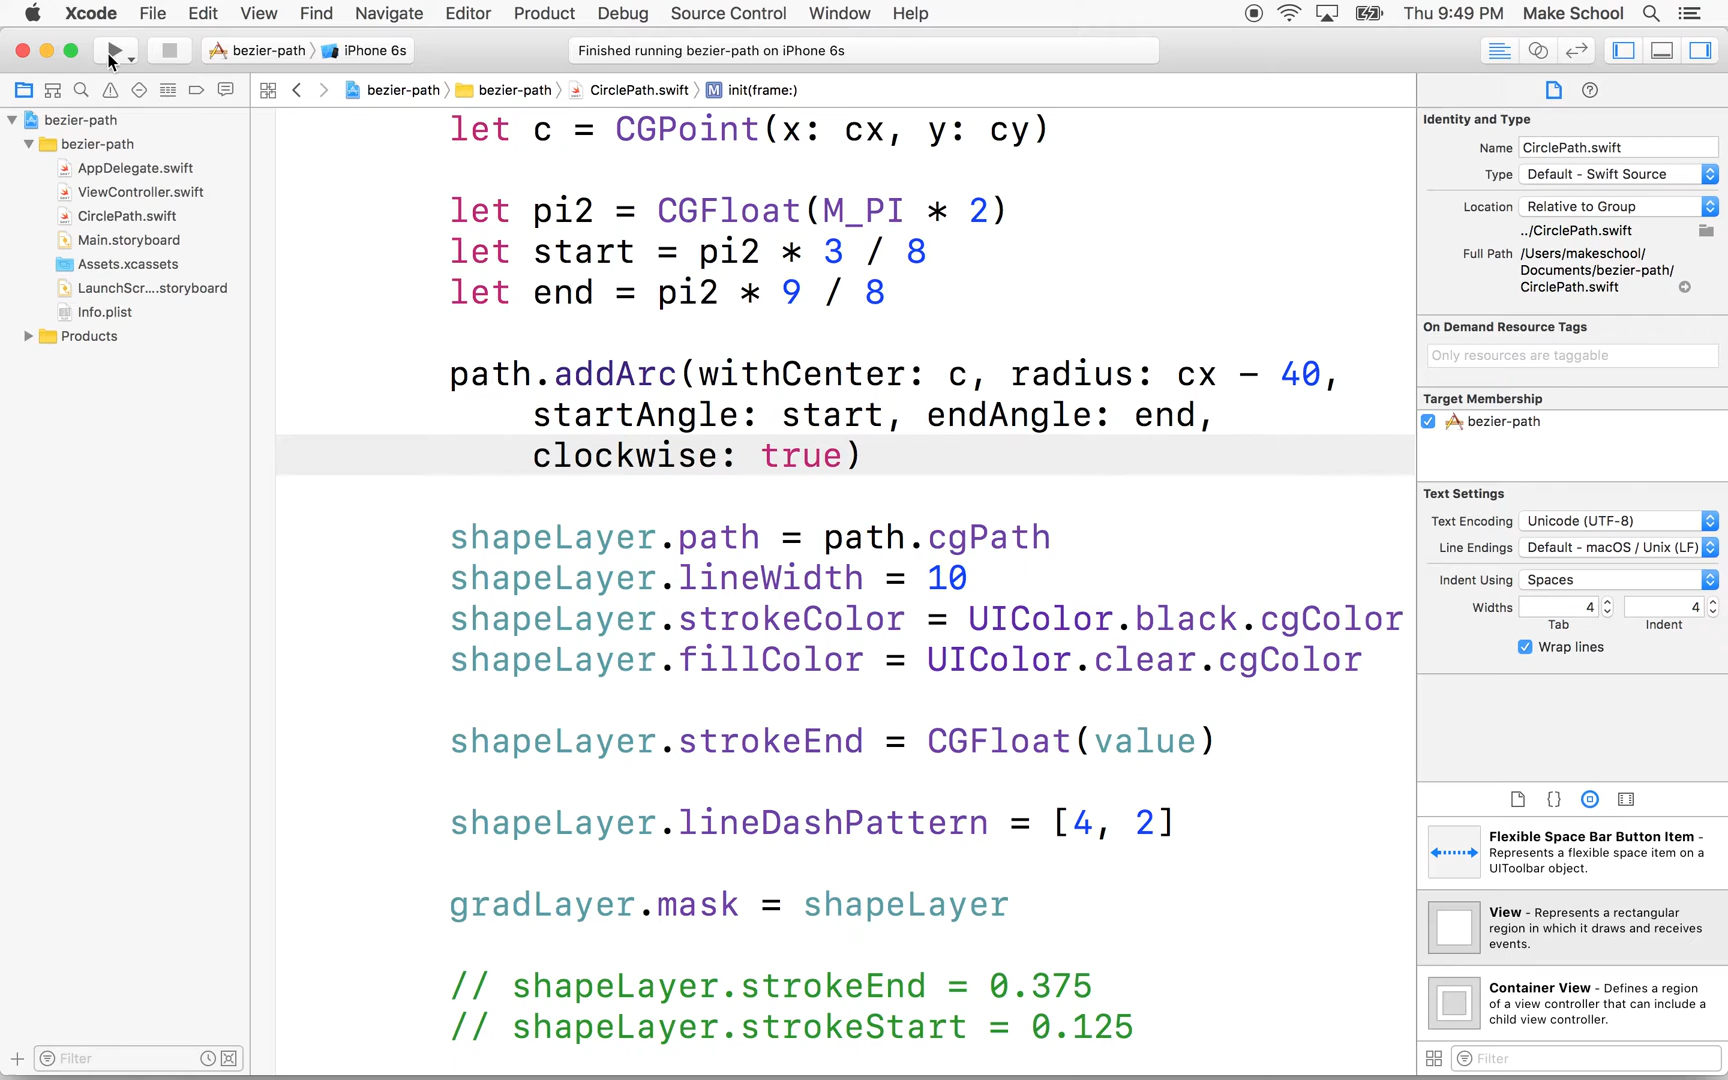 Xcode File Edit View Find Navigate Editor Product Debug Source Control Window Help Thu 9:49 PM Make School
bezier-path iPhone 6s Finished running bezier-path on iPhone 6s
bezier-path bezier-path CirclePath.swift M init(frame:)
bezier-path
bezier-path
AppDelegate.swift
ViewController.swift
CirclePath.swift
Main.storyboard
Assets.xcassets
LaunchScr....storyboard
Info.plist
Products
Filter
let c = CGPoint(x: cx, y: cy)
let pi2 = CGFloat(M_PI * 2)
let start = pi2 * 3 / 8
let end = pi2 * 9 / 8
path.addArc(withCenter: c, radius: cx - 40,
startAngle: start, endAngle: end,
clockwise: true)
shapeLayer.path = path.cgPath
shapeLayer.lineWidth = 10
shapeLayer.strokeColor = UIColor.black.cgColor
shapeLayer.fillColor = UIColor.clear.cgColor
shapeLayer.strokeEnd = CGFloat(value)
shapeLayer.lineDashPattern = [4, 2]
gradLayer.mask = shapeLayer
// shapeLayer.strokeEnd = 0.375
// shapeLayer.strokeStart = 0.125
Identity and Type
Name CirclePath.swift
Type Default - Swift Source
Location Relative to Group
../CirclePath.swift
Full Path /Users/makeschool/
Documents/bezier-path/
CirclePath.swift
On Demand Resource Tags
Only resources are taggable
Target Membership
bezier-path
Text Settings
Text Encoding Unicode (UTF-8)
Line Endings Default - macOS / Unix (LF)
Indent Using Spaces
Widths 4 4
Tab Indent
Wrap lines
Flexible Space Bar Button Item -
Represents a flexible space item on a
UIToolbar object.
View - Represents a rectangular
region in which it draws and receives
events.
Container View - Defines a region
of a view controller that can include a
child view controller.
Filter